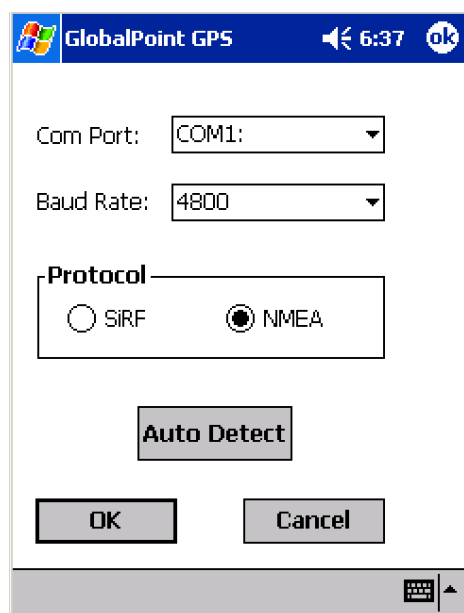 GlobalPoint GPS 6:37 ok
Com Port: COM1:
Baud Rate: 4800
Protocol
SiRF NMEA
Auto Detect
OK Cancel